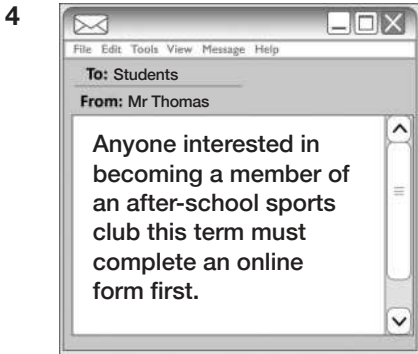 4
File Edit Tools View Message Help
To: Students
From: Mr Thomas
Anyone interested in
becoming a member of
an after-school sports
club this term must
complete an online
form first.